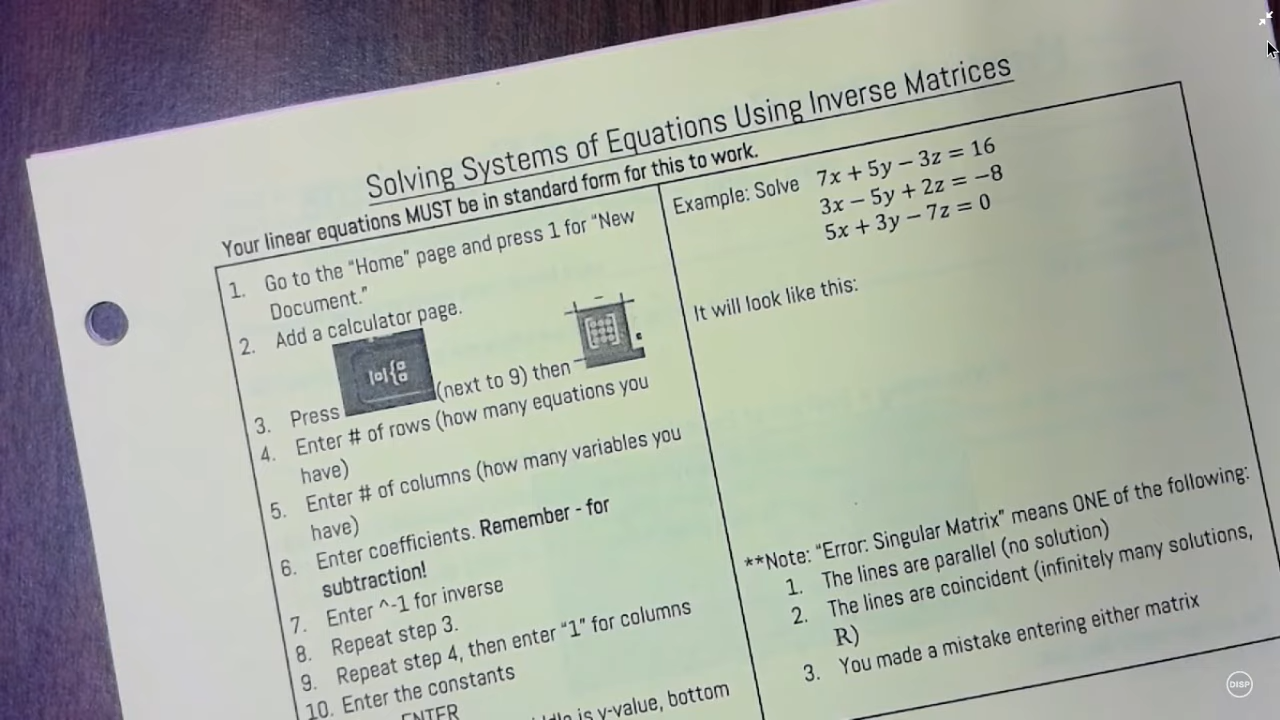 Solving Systems of Equations Using Inverse Matrices
Your linear equations MUST be in standard form for this to work.
1. Go to the "Home" page and press 1 for "New
Document."
2. Add a calculator page.
3. Press (next to 9) then
4. Enter # of rows (how many equations you
have)
5. Enter # of columns (how many variables you
have)
6. Enter coefficients. Remember - for
subtraction!
7. Enter ^-1 for inverse
8. Repeat step 3.
9. Repeat step 4, then enter "1" for columns
10. Enter the constants
ENTER
is y-value, bottom
Example: Solve 7x + 5y − 3z = 16
3x − 5y + 2z = −8
5x + 3y − 7z = 0
It will look like this:
**Note: "Error: Singular Matrix" means ONE of the following:
1. The lines are parallel (no solution)
2. The lines are coincident (infinitely many solutions,
R)
3. You made a mistake entering either matrix
DISP